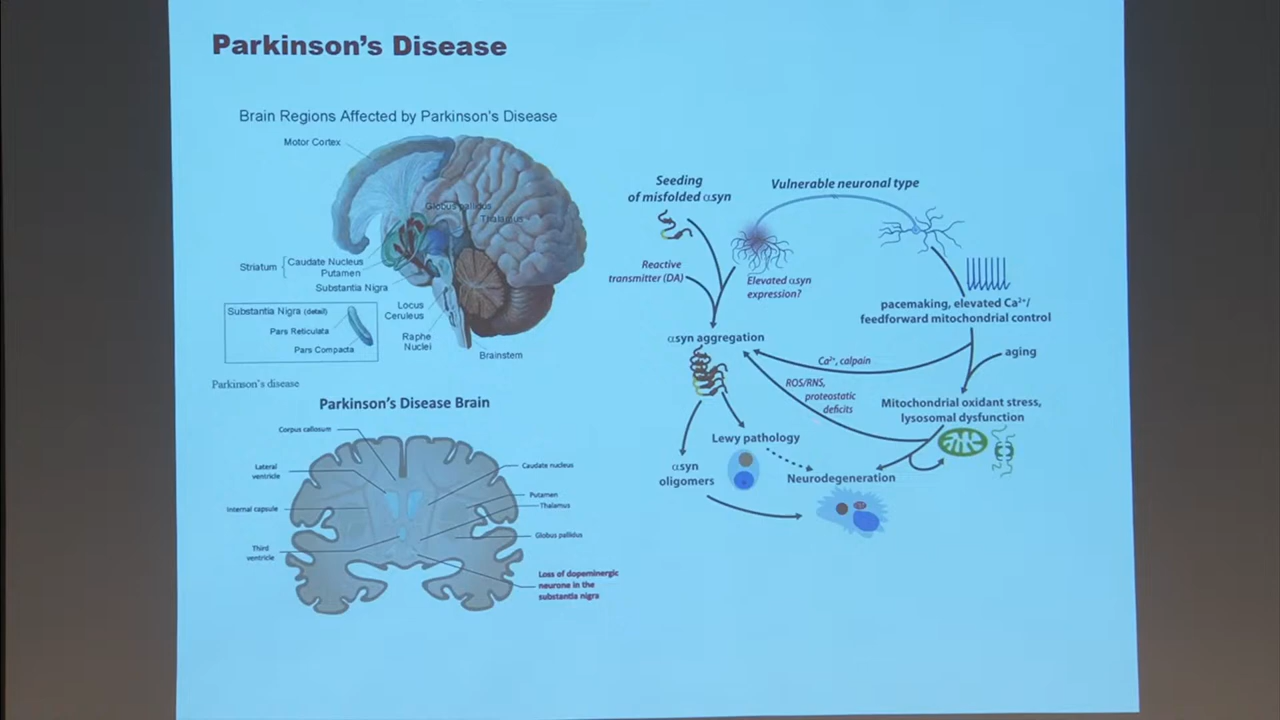 Parkinson's Disease
Brain Regions Affected by Parkinson's Disease
Motor Cortex
Globus pallidus
Thalamus
Striatum
Caudate Nucleus
Putamen
Substantia Nigra
Substantia Nigra (detail)
Pars Reticulata
Pars Compacta
Locus
Ceruleus
Raphe
Nuclei
Brainstem
Parkinson's disease
Parkinson's Disease Brain
Corpus callosum
Lateral
ventricle
Internal capsule
Third
ventricle
Caudate nucleus
Putamen
Thalamus
Globus pallidus
Loss of dopeminergic
neurone in the
substantia nigra
Seeding
of misfolded αsyn
Vulnerable neuronal type
Reactive
transmitter (DA)
Elevated αsyn
expression?
pacemaking, elevated Ca²⁺/
feedforward mitochondrial control
αsyn aggregation
Ca²⁺, calpain
aging
ROS/RNS,
proteostatic
deficits
Mitochondrial oxidant stress,
lysosomal dysfunction
Lewy pathology
αsyn
oligomers
Neurodegeneration